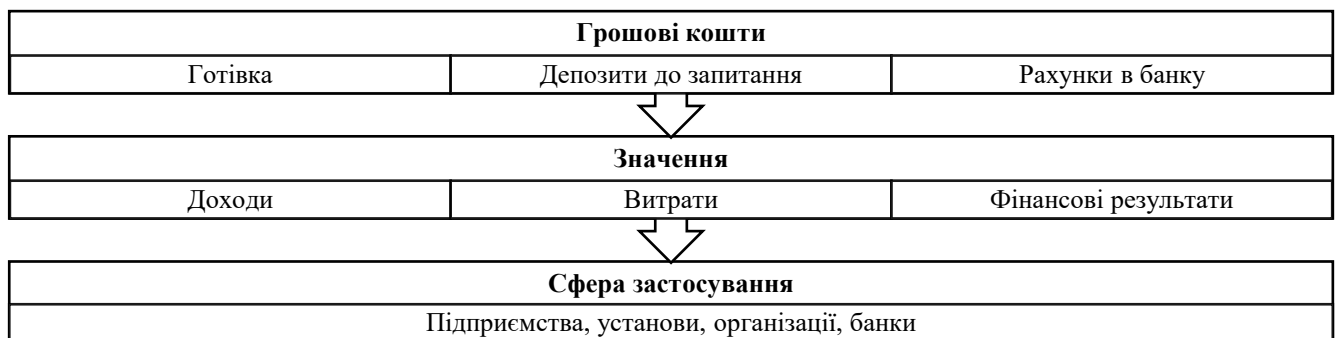 Грошові кошти
Готівка Депозити до запитання Рахунки в банку
Значення
Доходи Витрати Фінансові результати
Сфера застосування
Підприємства, установи, організації, банки